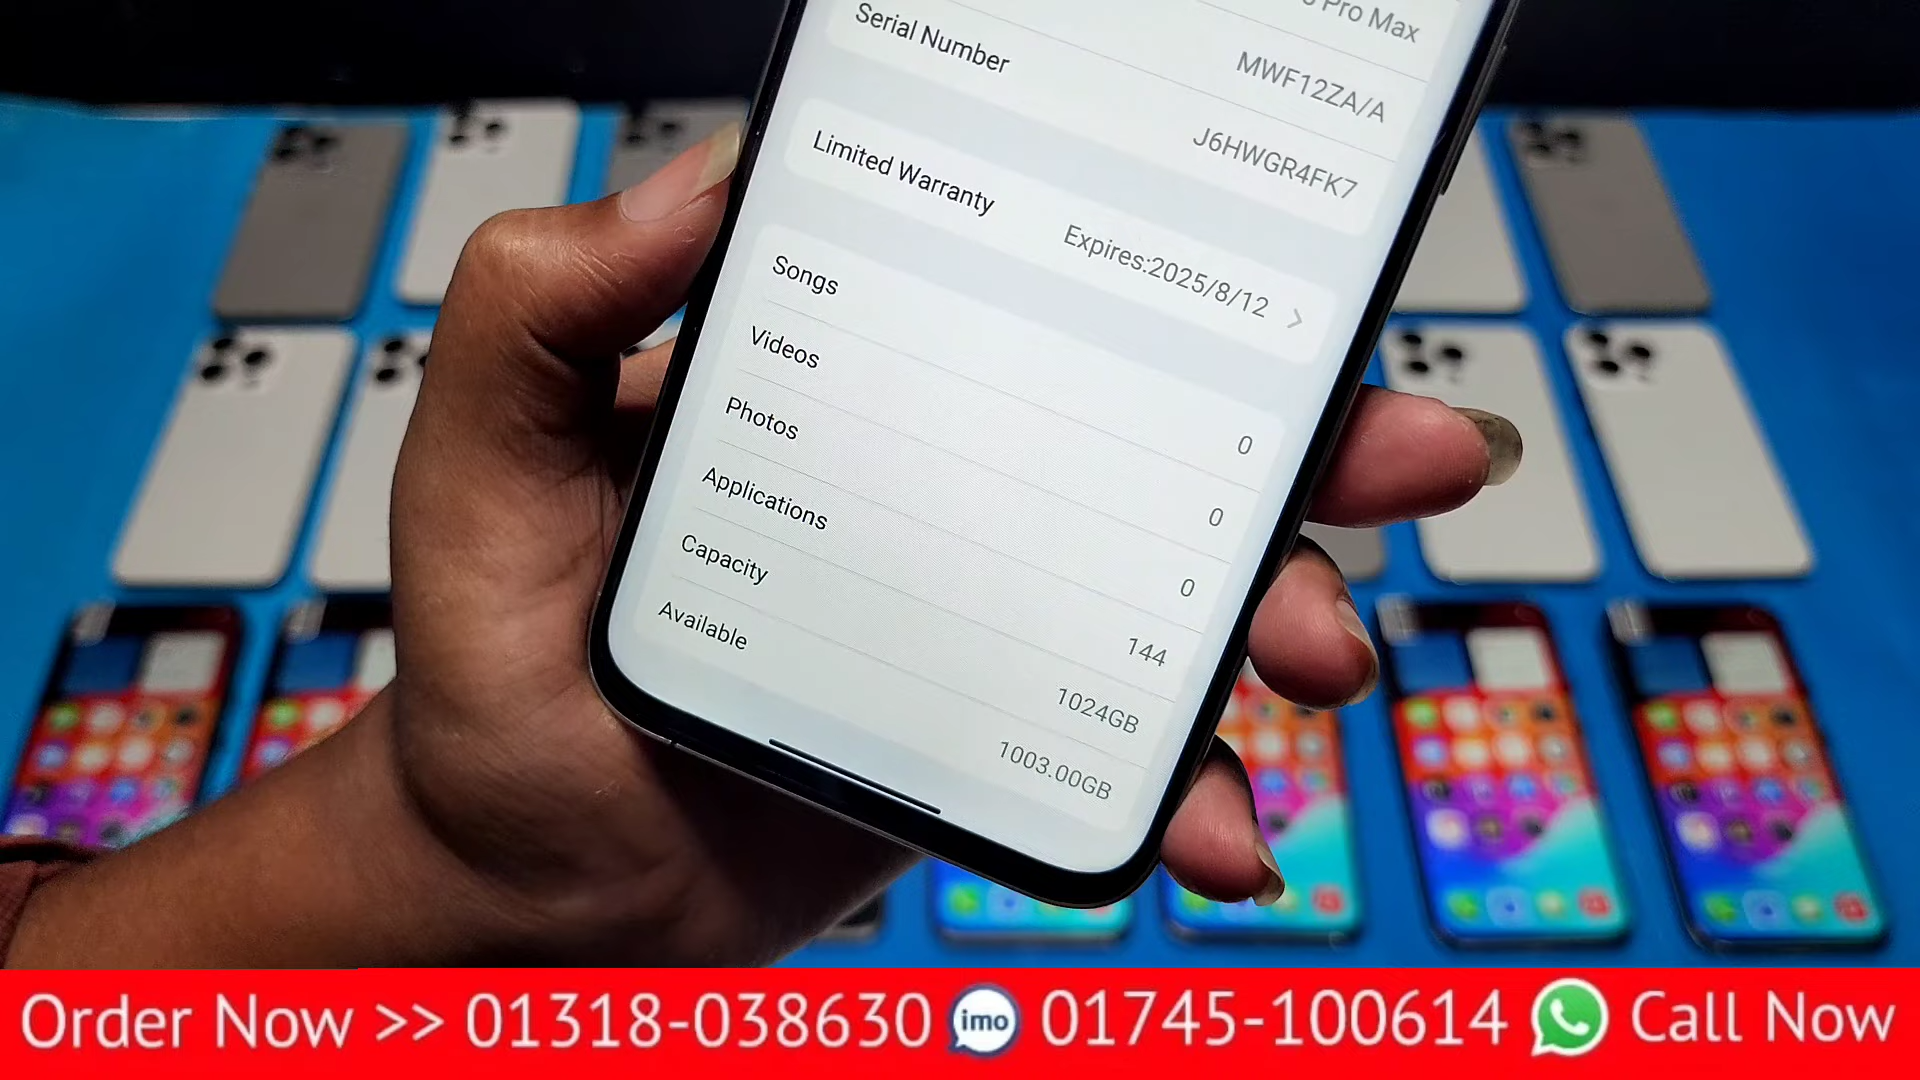 Pro Max
MWF12ZA/A
Serial Number
J6HWGR4FK7
Limited Warranty
Expires:2025/8/12
Songs
0
Videos
0
Photos
0
Applications
144
Capacity
1024GB
Available
1003.00GB
Order Now >> 01318-038630 imo 01745-100614 Call Now